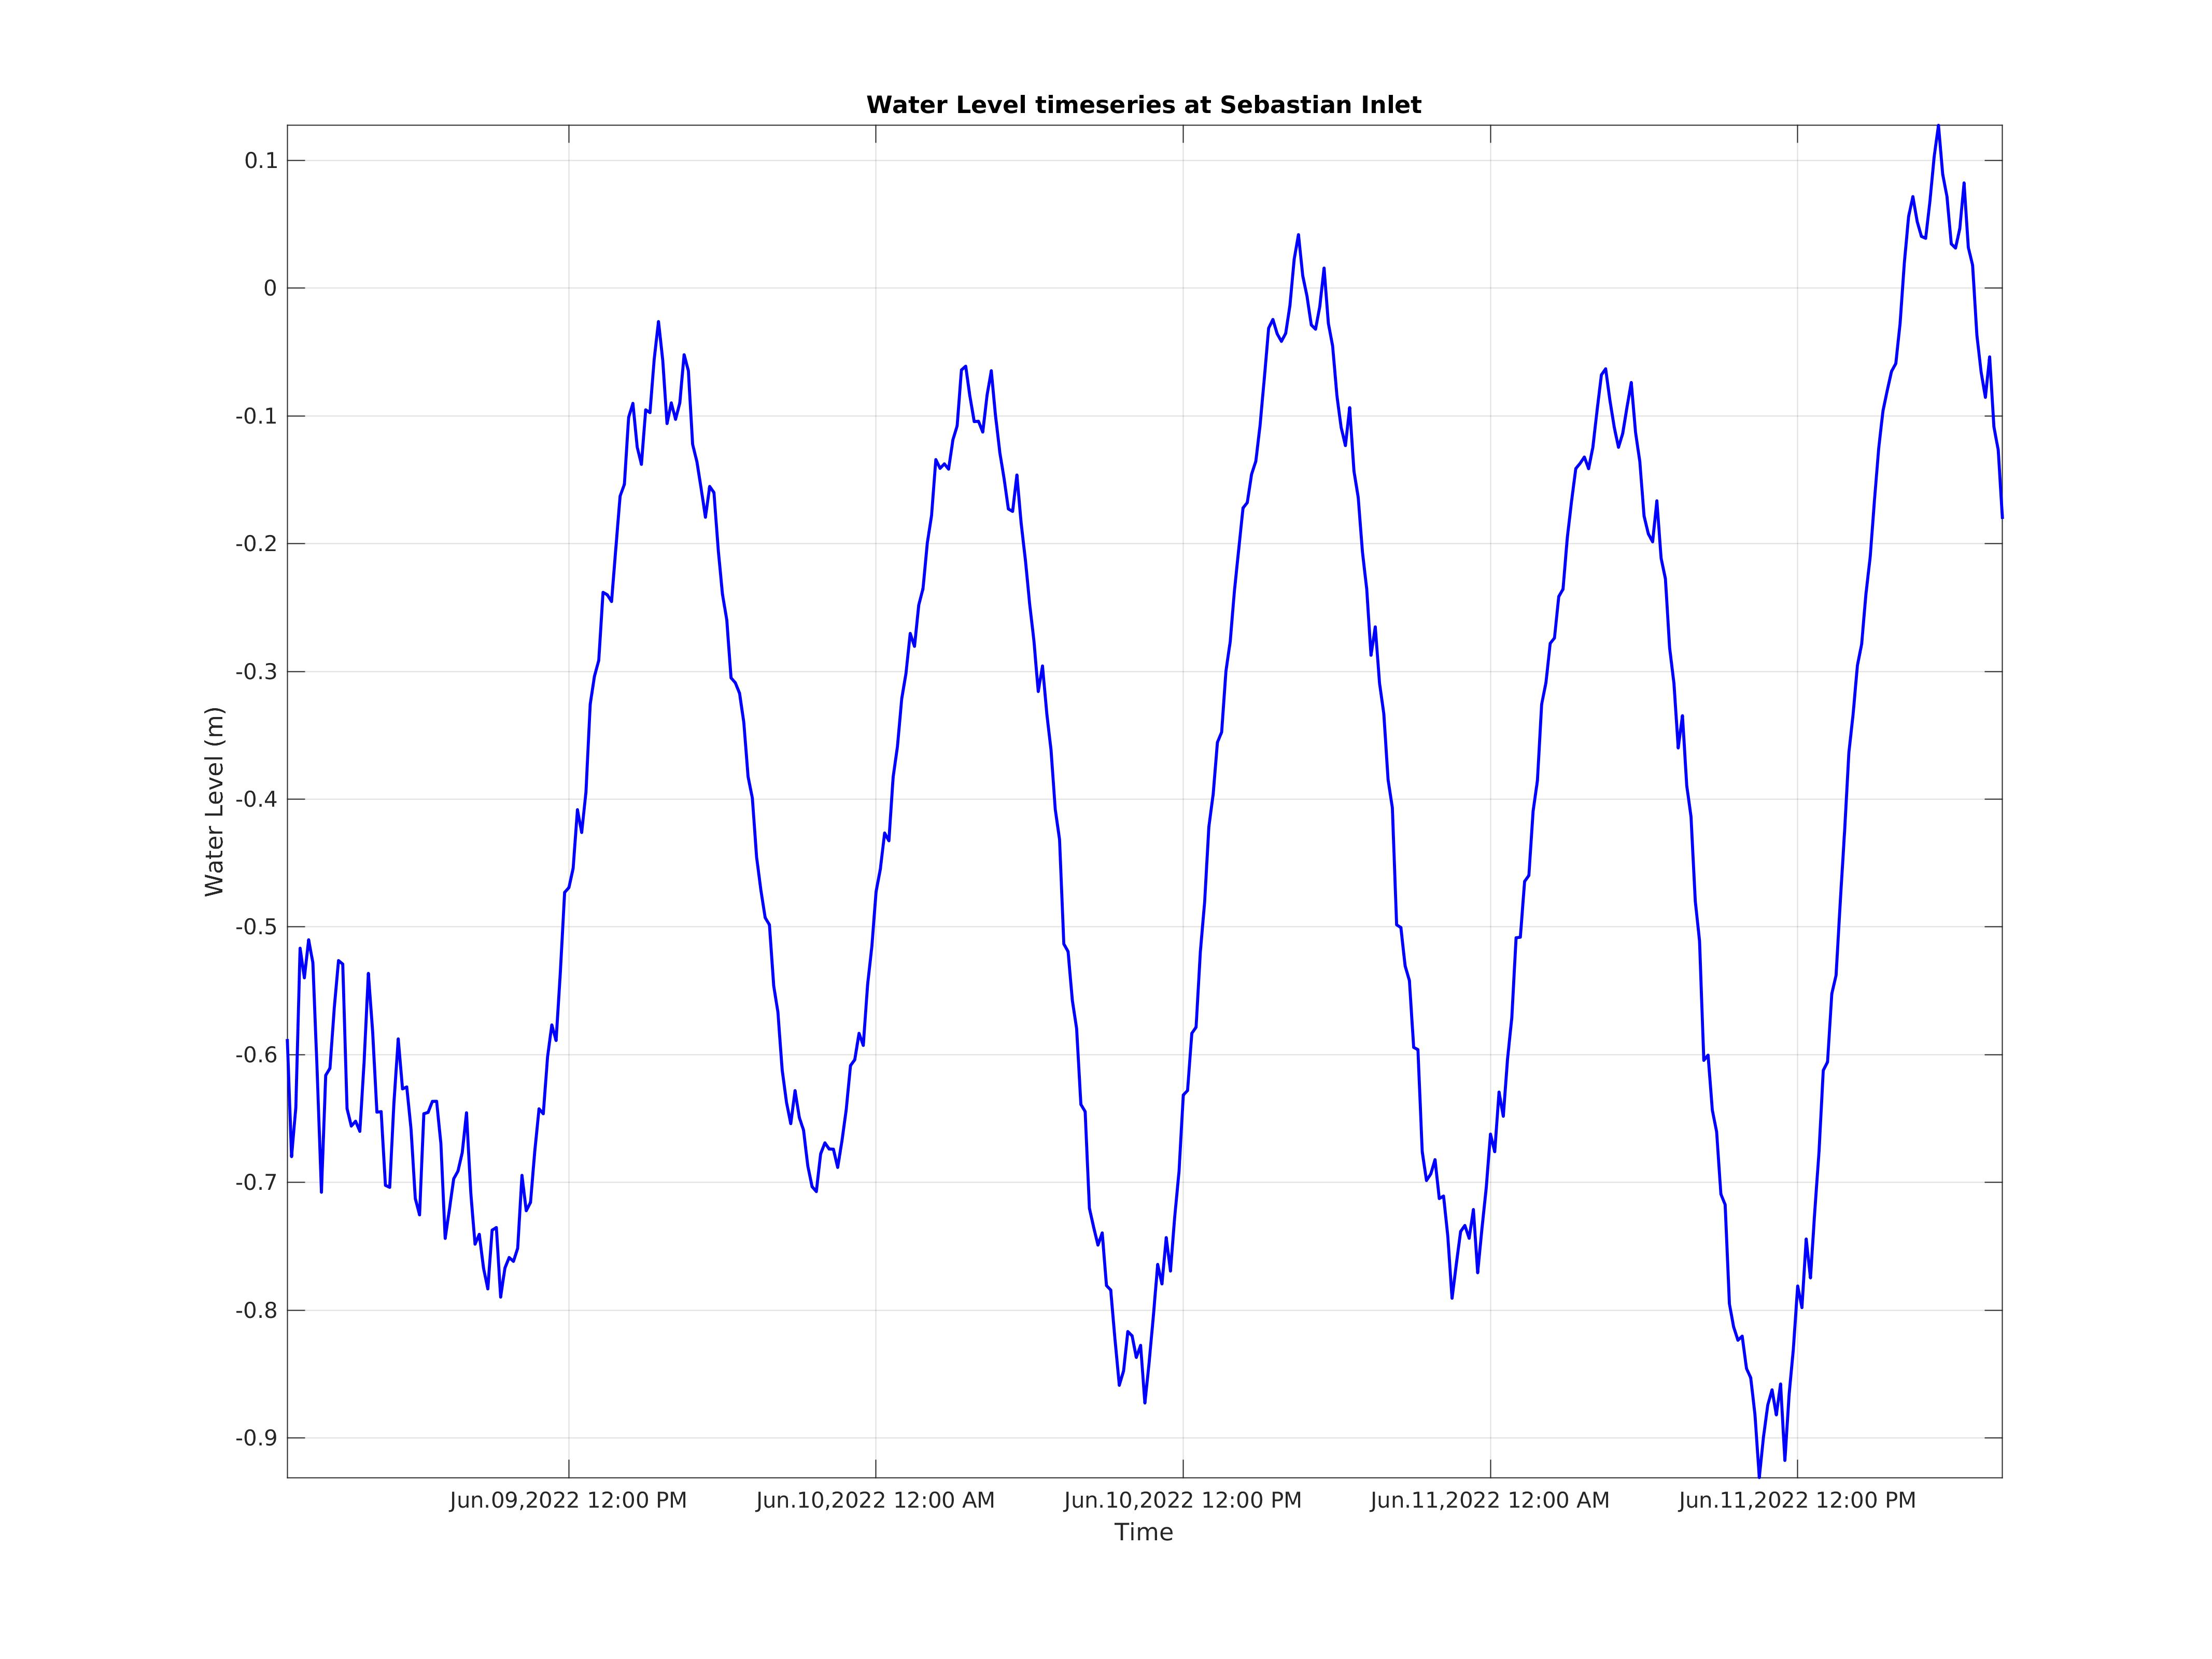 Water Level timeseries at Sebastian Inlet
0.1
0
-0.1
-0.2
-0.3
-0.4
-0.5
-0.6
-0.7
-0.8
-0.9
Water Level (m)
Jun.09,2022 12:00 PM
Jun.10,2022 12:00 AM
Jun.10,2022 12:00 PM
Jun.11,2022 12:00 AM
Jun.11,2022 12:00 PM
Time